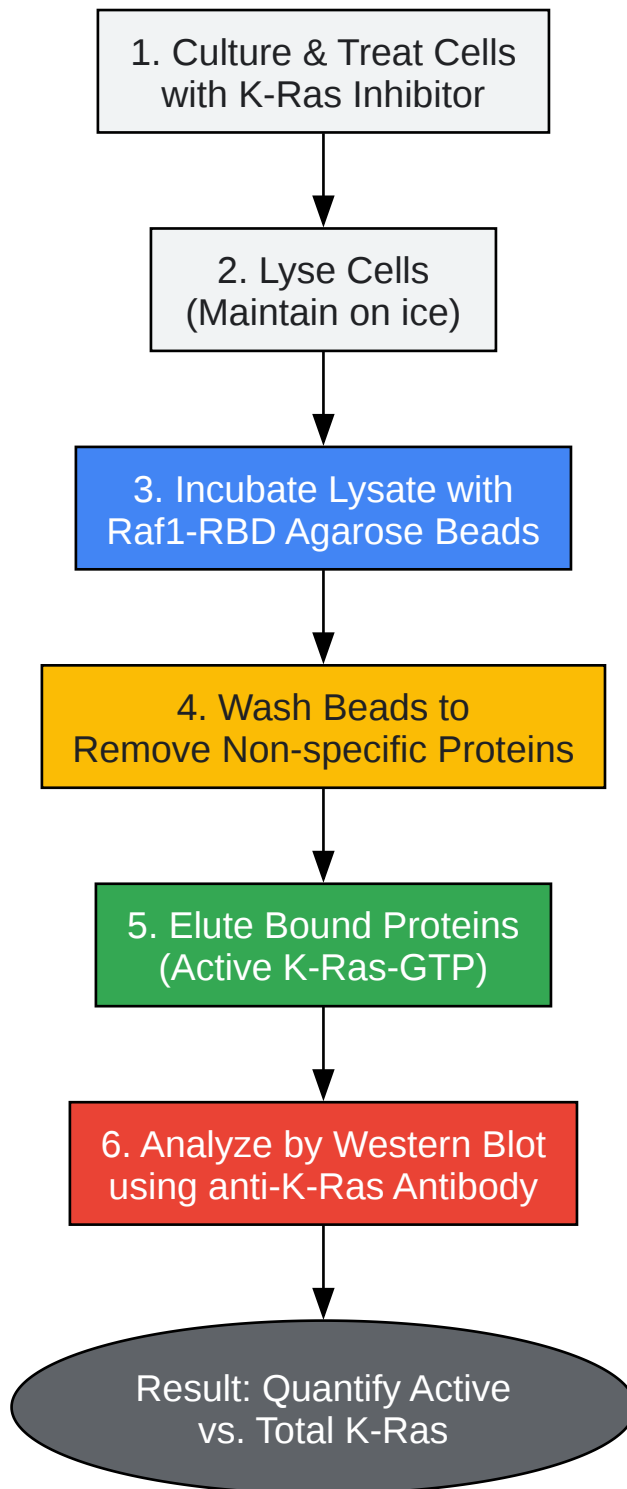 1. Culture & Treat Cells
with K-Ras Inhibitor
2. Lyse Cells
(Maintain on ice)
3. Incubate Lysate with
Raf1-RBD Agarose Beads
4. Wash Beads to
Remove Non-specific Proteins
5. Elute Bound Proteins
(Active K-Ras-GTP)
6. Analyze by Western Blot
using anti-K-Ras Antibody
Result: Quantify Active
vs. Total K-Ras